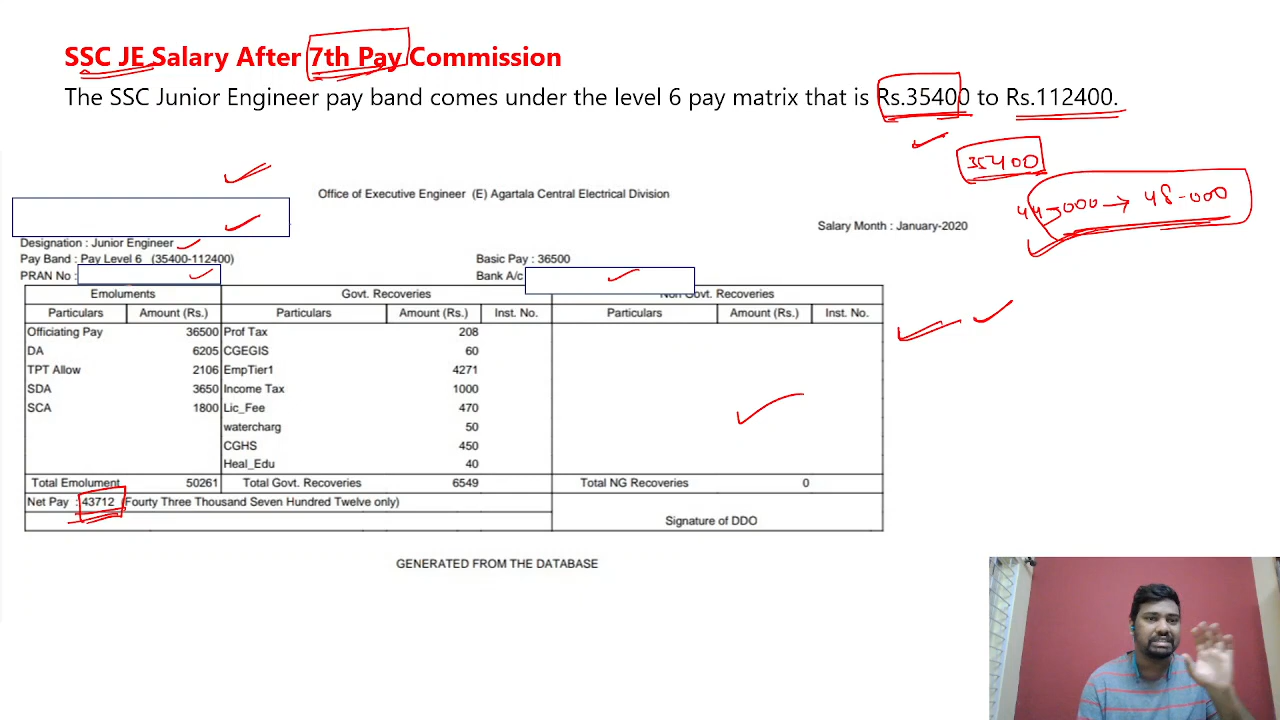 SSC JE Salary After 7th Pay Commission
The SSC Junior Engineer pay band comes under the level 6 pay matrix that is Rs.35400 to Rs.112400.
35400
445000 → 48-000
Office of Executive Engineer (E) Agartala Central Electrical Division
Salary Month : January-2020
Designation : Junior Engineer
Pay Band : Pay Level 6 (35400-112400) Basic Pay : 36500
PRAN No : Bank A/c
Emoluments Govt. Recoveries Non Govt. Recoveries
Particulars Amount (Rs.) Particulars Amount (Rs.) Inst. No. Particulars Amount (Rs.) Inst. No.
Officiating Pay 36500 Prof Tax 208
DA 6205 CGEGIS 60
TPT Allow 2106 EmpTier1 4271
SDA 3650 Income Tax 1000
SCA 1800 Lic_Fee 470
watercharg 50
CGHS 450
Heal_Edu 40
Total Emolument 50261 Total Govt. Recoveries 6549 Total NG Recoveries 0
Net Pay : 43712 (Fourty Three Thousand Seven Hundred Twelve only)
Signature of DDO
GENERATED FROM THE DATABASE